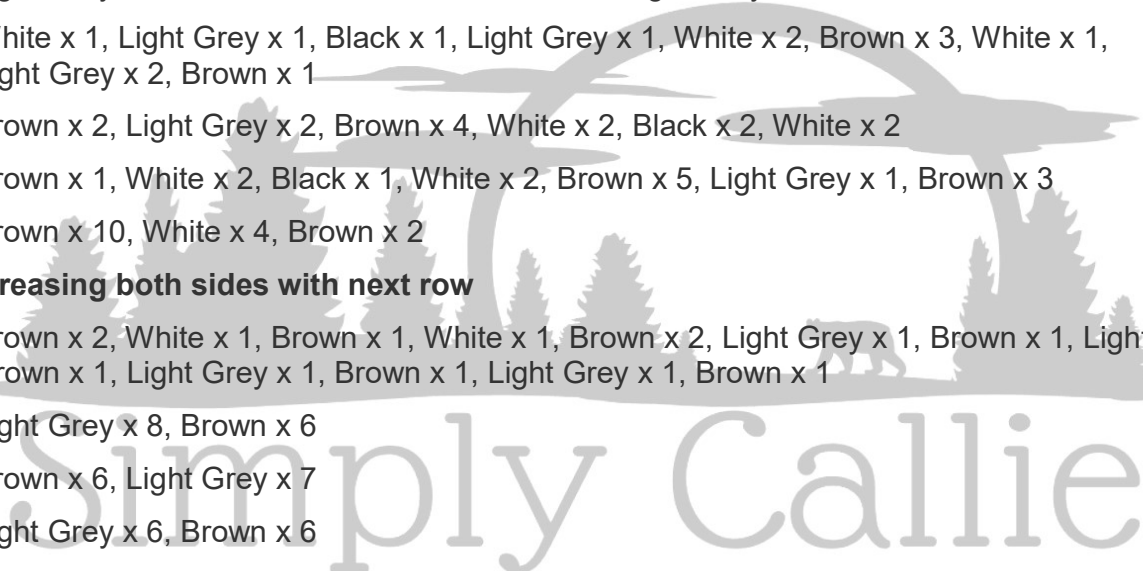 hite x 1, Light Grey x 1, Black x 1, Light Grey x 1, White x 2, Brown x 3, White x 1,
ght Grey x 2, Brown x 1
rown x 2, Light Grey x 2, Brown x 4, White x 2, Black x 2, White x 2
rown x 1, White x 2, Black x 1, White x 2, Brown x 5, Light Grey x 1, Brown x 3
rown x 10, White x 4, Brown x 2
reasing both sides with next row
rown x 2, White x 1, Brown x 1, White x 1, Brown x 2, Light Grey x 1, Brown x 1, Light
rown x 1, Light Grey x 1, Brown x 1, Light Grey x 1, Brown x 1
ght Grey x 8, Brown x 6
rown x 6, Light Grey x 7
ght Grey x 6, Brown x 6
Simply Callie